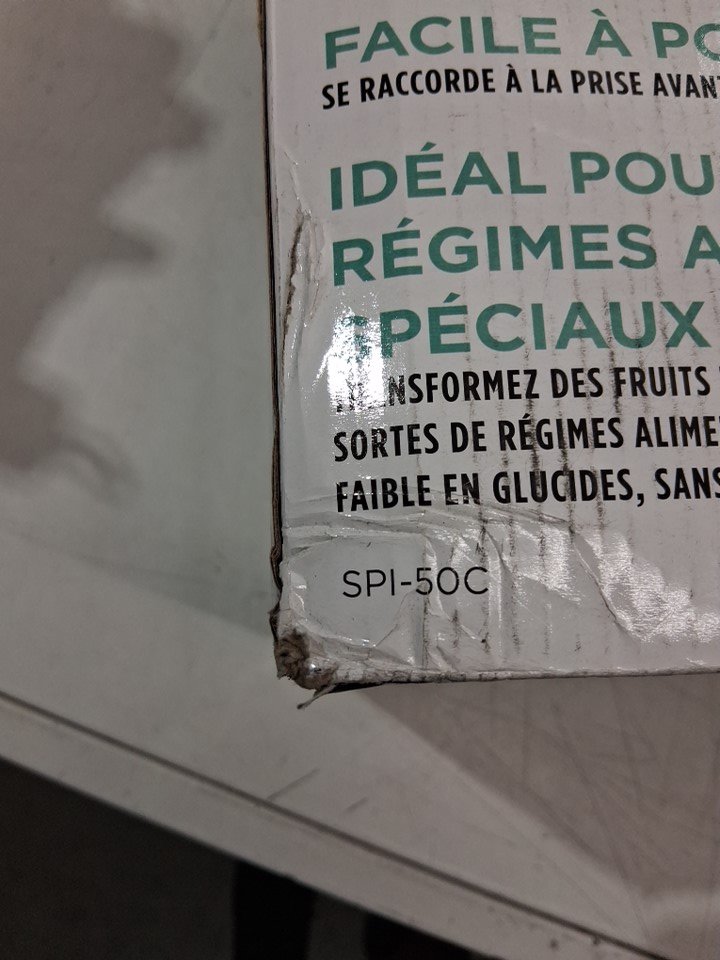 FACILE À PO
SE RACCORDE À LA PRISE AVANT
IDÉAL POU
RÉGIMES A
SPÉCIAUX
TRANSFORMEZ DES FRUITS
SORTES DE RÉGIMES ALIME
FAIBLE EN GLUCIDES, SANS
SPI-50C